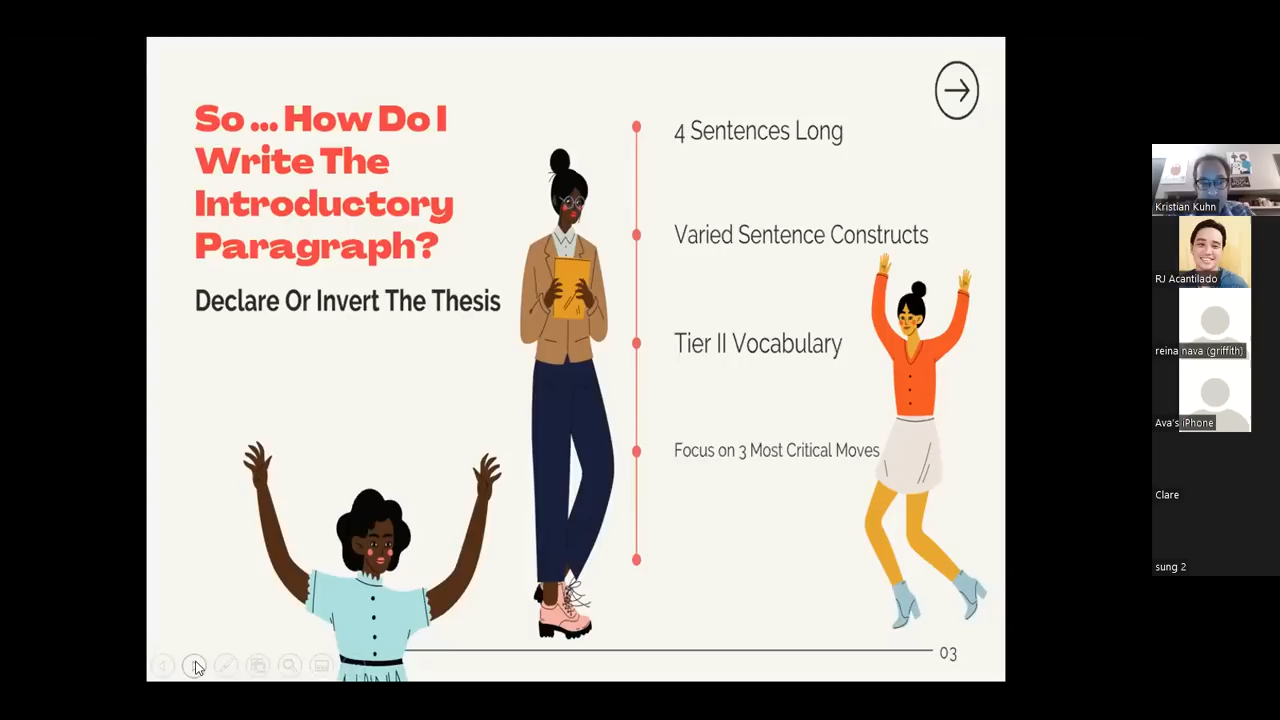 So ... How Do I
Write The
Introductory
Paragraph?
Declare Or Invert The Thesis
4 Sentences Long
Varied Sentence Constructs
Tier II Vocabulary
Focus on 3 Most Critical Moves
03
Kristian Kuhn
RJ Acantilado
reina nava (griffith)
Ava's iPhone
Clare
sung 2